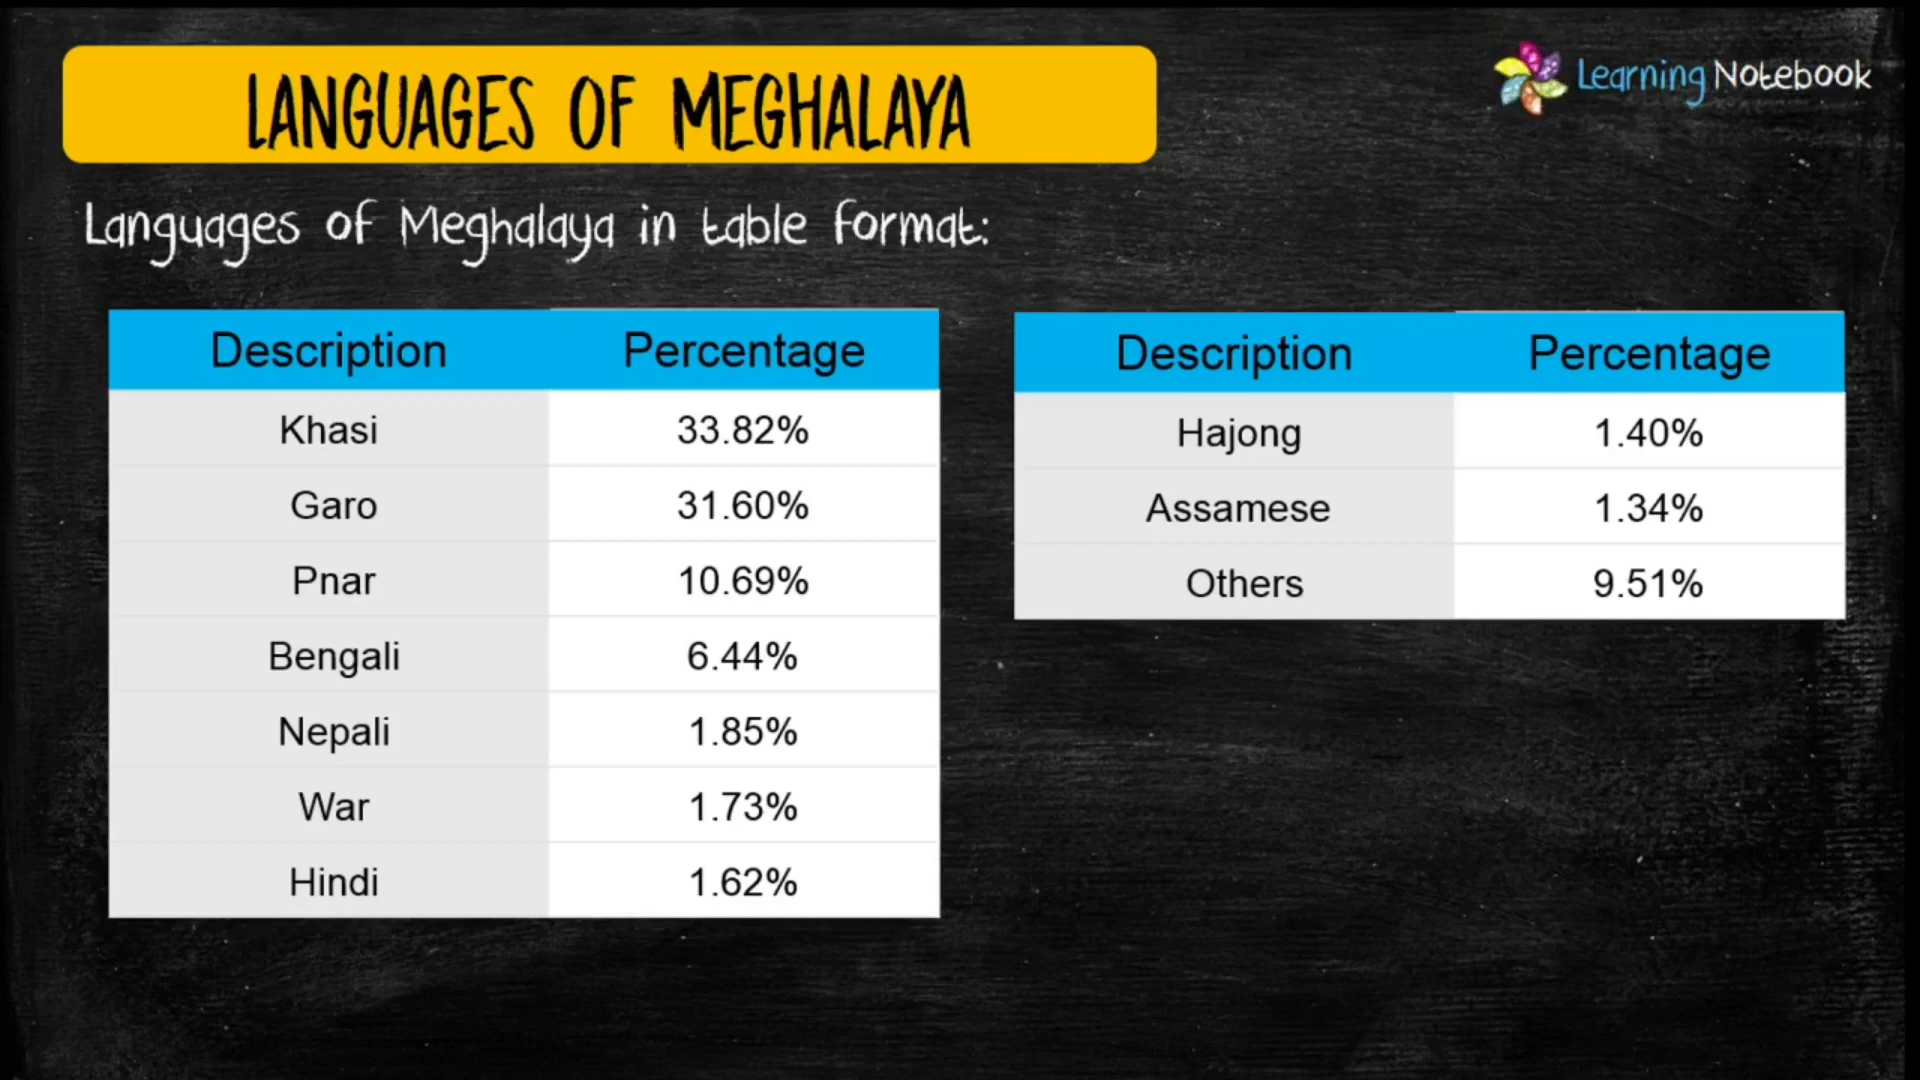 LANGUAGES OF MEGHALAYA
Learning Notebook
Languages of Meghalaya in table format:
Description Percentage
Khasi 33.82%
Garo 31.60%
Pnar 10.69%
Bengali 6.44%
Nepali 1.85%
War 1.73%
Hindi 1.62%
Description Percentage
Hajong 1.40%
Assamese 1.34%
Others 9.51%